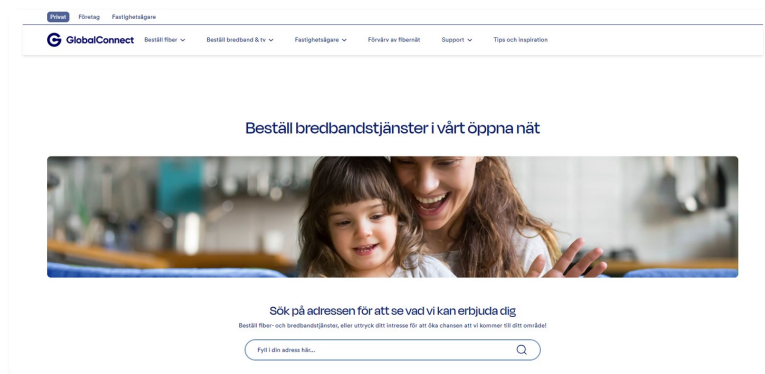 Privat Företag Fastighetsägare
GlobalConnect Beställ fiber Beställ bredband & tv Fastighetsägare Förvärv av fibernät Support Tips och inspiration
Beställ bredbandstjänster i vårt öppna nät
Sök på adressen för att se vad vi kan erbjuda dig
Beställ fiber- och bredbandstjänster, eller uttryck ditt intresse för att öka chansen att vi kommer till ditt område!
Fyll i din adress här...